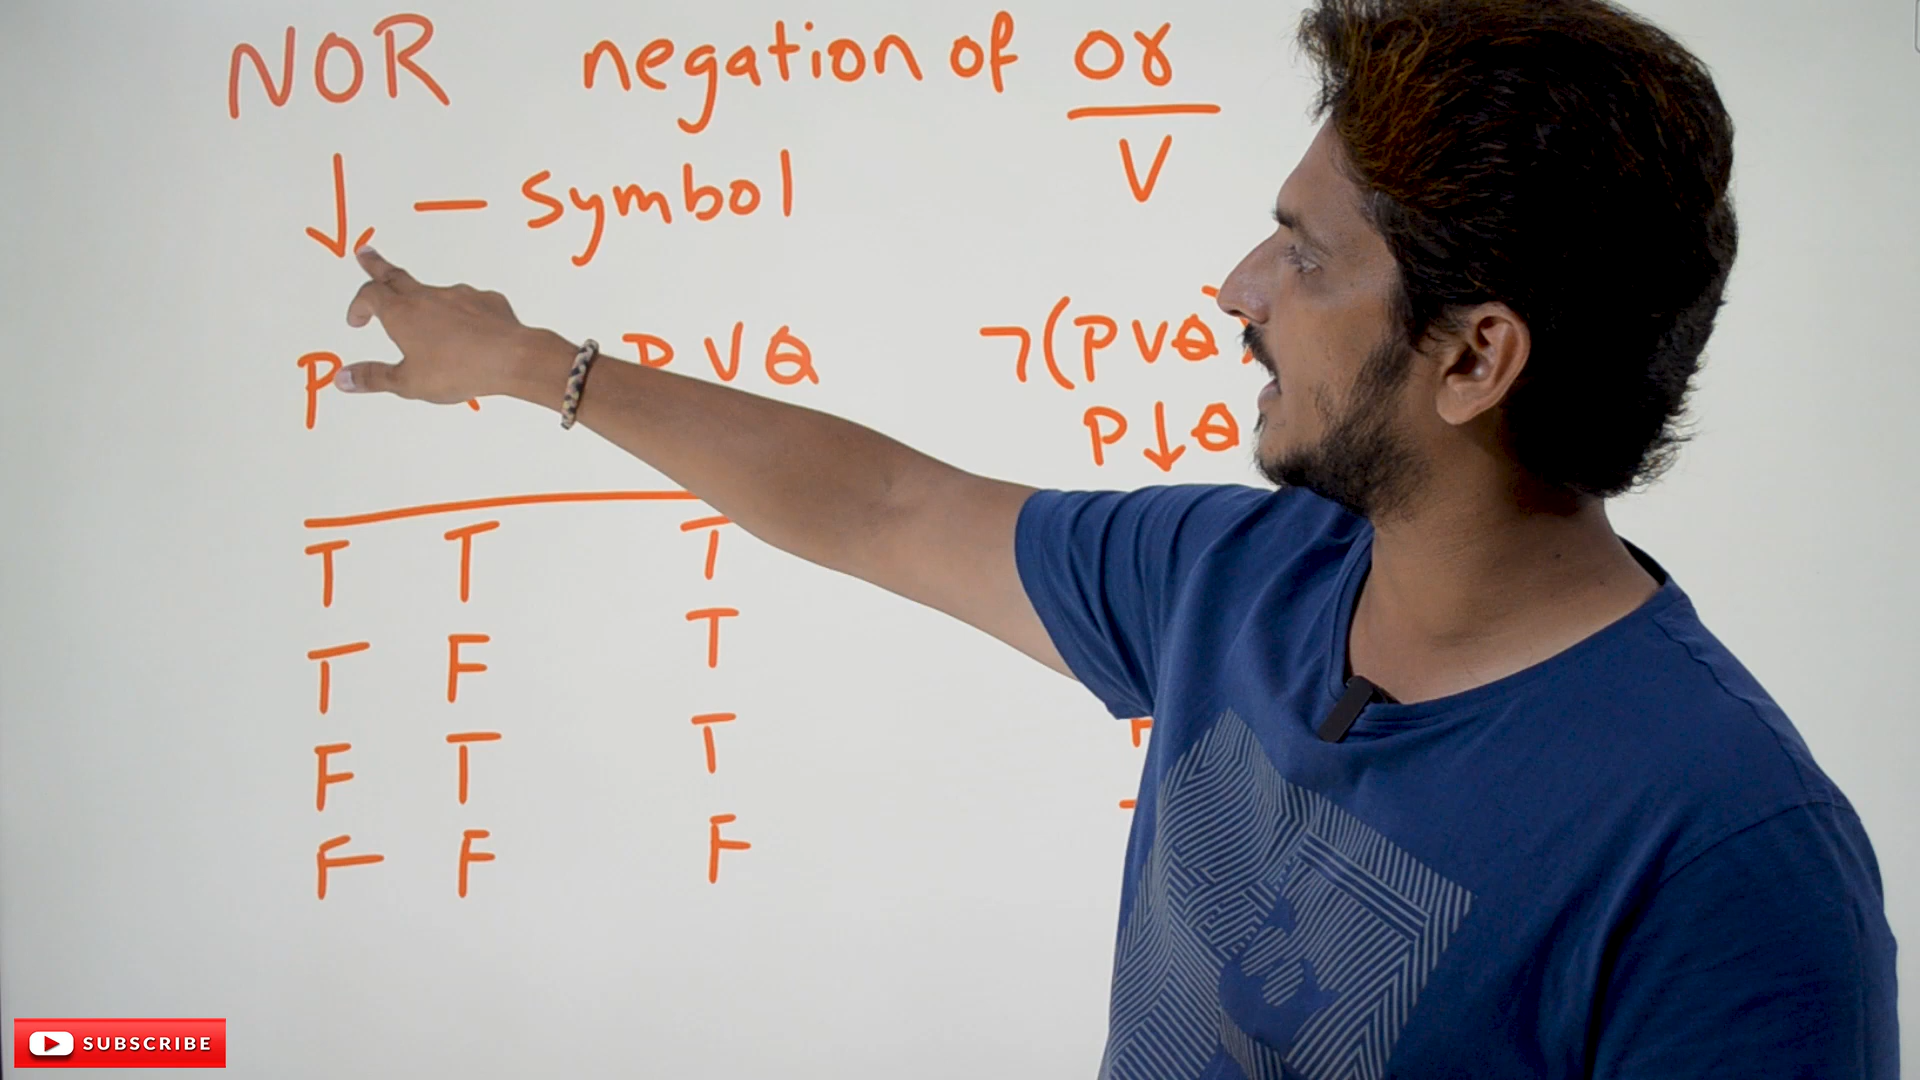 NOR negation of or
V
↓ — Symbol
P P V Q ¬(P V Q
P ↓ Q
T T T
T F T
F T T
F F F
SUBSCRIBE